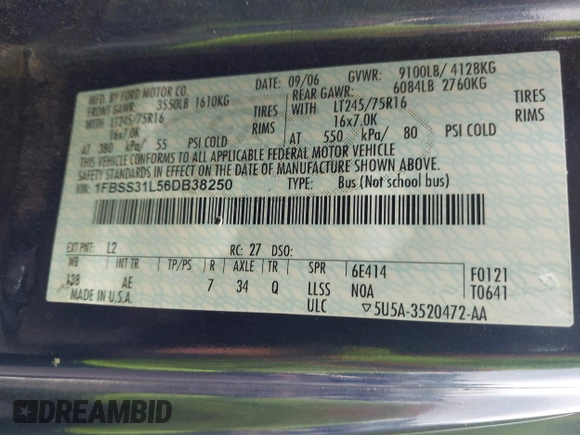 MFD. BY FORD MOTOR CO.
DATE: 09/06 GVWR: 9100LB/ 4128KG
FRONT GAWR: 3550LB 1610KG
REAR GAWR: 6084LB 2760KG
LT245/75R16 TIRES WITH
16x7.0K RIMS
AT 380 kPa/ 55 PSI COLD
LT245/75R16 TIRES WITH
16x7.0K RIMS
AT 550 kPa/ 80 PSI COLD
THIS VEHICLE CONFORMS TO ALL APPLICABLE FEDERAL MOTOR VEHICLE
SAFETY STANDARDS IN EFFECT ON THE DATE OF MANUFACTURE SHOWN ABOVE.
VIN: 1FBSS31L56DB38250 TYPE: Bus (Not school bus)
EXT PNT: L2 RC: 27 DSO:
WB INT TR TP/PS R AXLE TR SPR 6E414 F0121
138 AE 7 34 Q LLSS NOA T0641
MADE IN U.S.A. ULC ▽5U5A-3520472-AA
DREAMBID